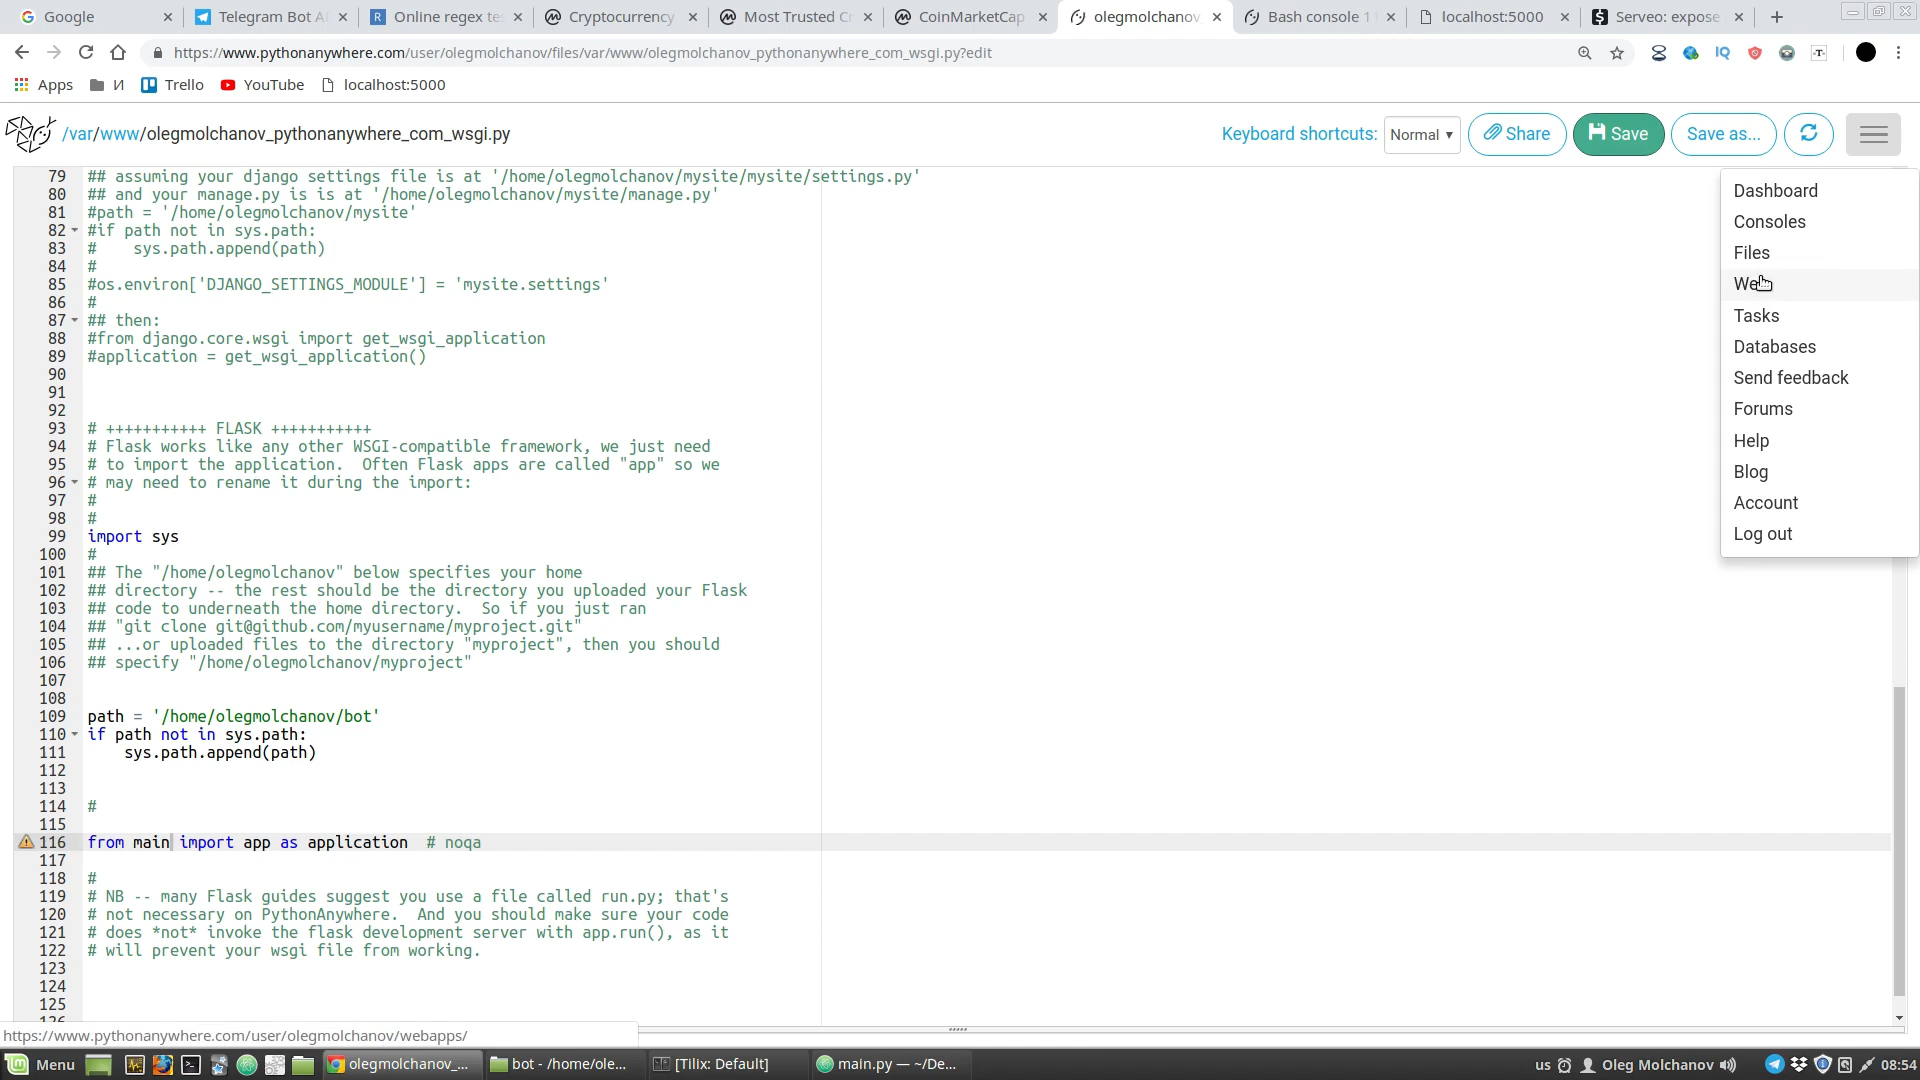 Google
Telegram Bot A
Online regex te
Cryptocurrency
Most Trusted C
CoinMarketCap
olegmolchanov
Bash console 1
localhost:5000
Serveo: expose
https://www.pythonanywhere.com/user/olegmolchanov/files/var/www/olegmolchanov_pythonanywhere_com_wsgi.py?edit
Apps
И
Trello
YouTube
localhost:5000
/var/www/olegmolchanov_pythonanywhere_com_wsgi.py
Keyboard shortcuts:
Normal
Share
Save
Save as...
79 ## assuming your django settings file is at '/home/olegmolchanov/mysite/mysite/settings.py'
80 ## and your manage.py is is at '/home/olegmolchanov/mysite/manage.py'
81 #path = '/home/olegmolchanov/mysite'
82 #if path not in sys.path:
83 #    sys.path.append(path)
84 #
85 #os.environ['DJANGO_SETTINGS_MODULE'] = 'mysite.settings'
86 #
87 ## then:
88 #from django.core.wsgi import get_wsgi_application
89 #application = get_wsgi_application()
90
91
92
93 # +++++++++++ FLASK +++++++++++
94 # Flask works like any other WSGI-compatible framework, we just need
95 # to import the application.  Often Flask apps are called "app" so we
96 # may need to rename it during the import:
97 #
98 #
99 import sys
100 #
101 ## The "/home/olegmolchanov" below specifies your home
102 ## directory -- the rest should be the directory you uploaded your Flask
103 ## code to underneath the home directory.  So if you just ran
104 ## "git clone git@github.com/myusername/myproject.git"
105 ## ...or uploaded files to the directory "myproject", then you should
106 ## specify "/home/olegmolchanov/myproject"
107
108
109 path = '/home/olegmolchanov/bot'
110 if path not in sys.path:
111     sys.path.append(path)
112
113
114 #
115
116 from main import app as application  # noqa
117
118 #
119 # NB -- many Flask guides suggest you use a file called run.py; that's
120 # not necessary on PythonAnywhere.  And you should make sure your code
121 # does *not* invoke the flask development server with app.run(), as it
122 # will prevent your wsgi file from working.
123
124
125
Dashboard
Consoles
Files
We
Tasks
Databases
Send feedback
Forums
Help
Blog
Account
Log out
https://www.pythonanywhere.com/user/olegmolchanov/webapps/
Menu
olegmolchanov_...
bot - /home/ole...
[Tilix: Default]
main.py — ~/De...
us
Oleg Molchanov
08:54